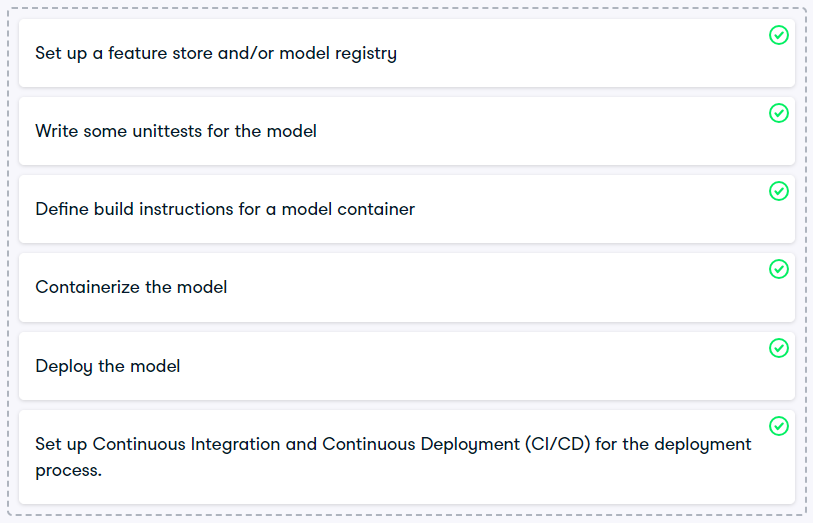 Set up a feature store and/or model registry
Write some unittests for the model
Define build instructions for a model container
Containerize the model
Deploy the model
Set up Continuous Integration and Continuous Deployment (CI/CD) for the deployment
process.